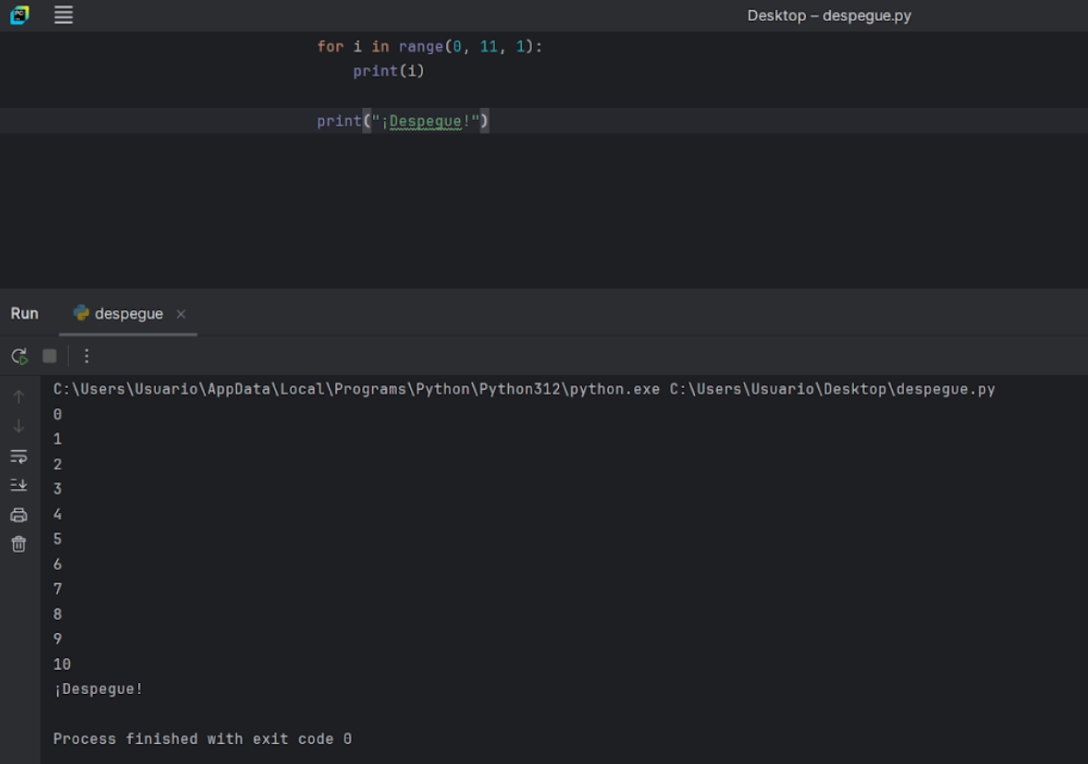 PC
Desktop – despegue.py
for i in range(0, 11, 1):
    print(i)
print("¡Despegue!")
Run
despegue
C:\Users\Usuario\AppData\Local\Programs\Python\Python312\python.exe C:\Users\Usuario\Desktop\despegue.py
0
1
2
3
4
5
6
7
8
9
10
¡Despegue!
Process finished with exit code 0